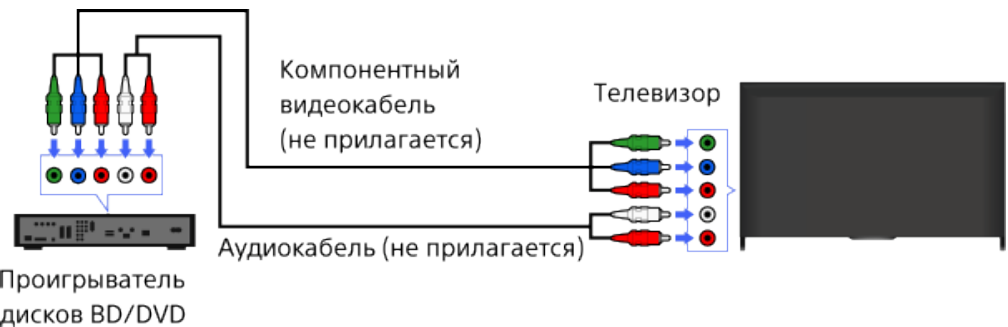 Компонентный
видеокабель
(не прилагается)
Телевизор
Аудиокабель (не прилагается)
Проигрыватель
дисков BD/DVD